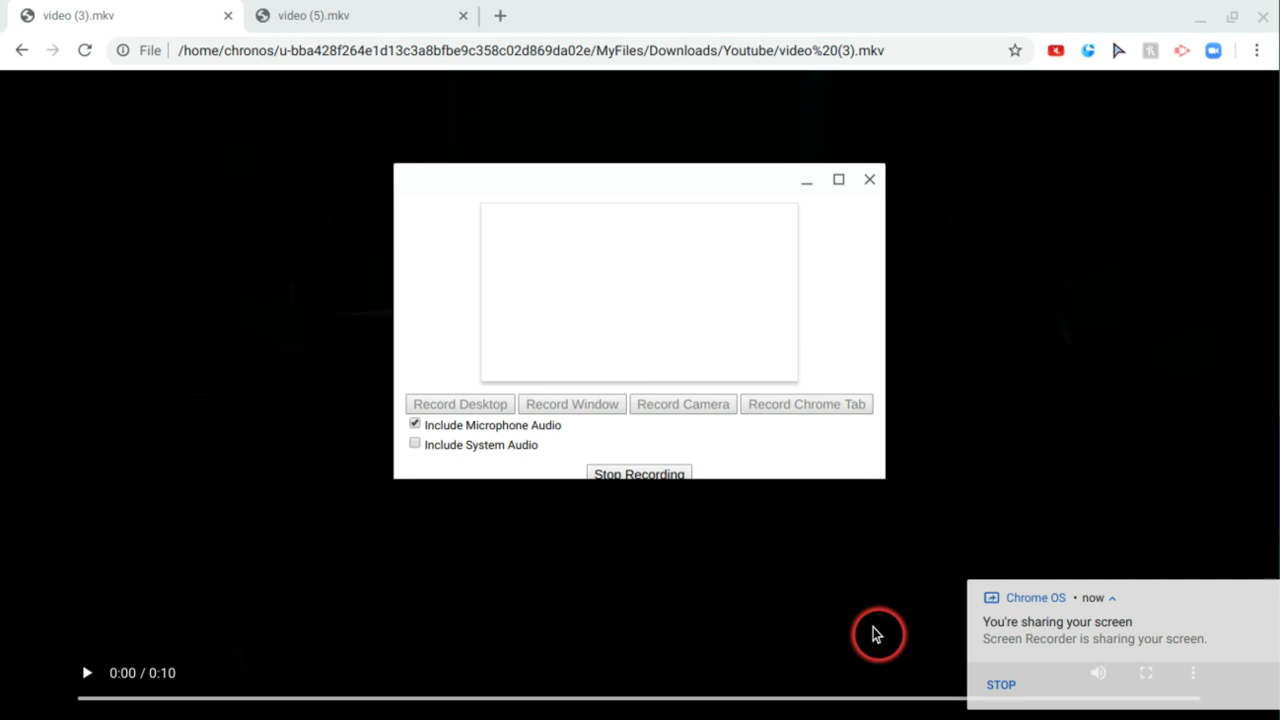 video (3).mkv
video (5).mkv
File
/home/chronos/u-bba428f264e1d13c3a8bfbe9c358c02d869da02e/MyFiles/Downloads/Youtube/video%20(3).mkv
Record Desktop
Record Window
Record Camera
Record Chrome Tab
Include Microphone Audio
Include System Audio
Stop Recording
Chrome OS • now
You're sharing your screen
Screen Recorder is sharing your screen.
STOP
0:00 / 0:10